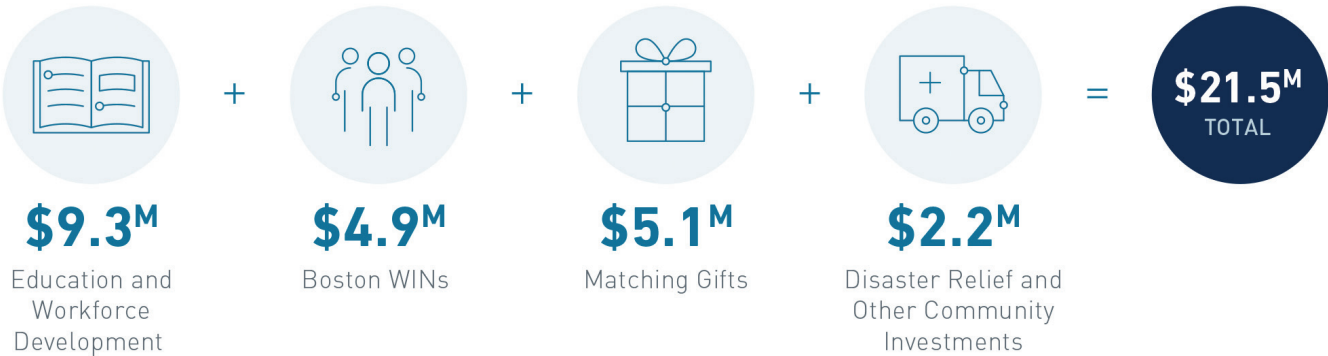 + + + + = $21.5M
TOTAL
$9.3M
Education and
Workforce
Development
$4.9M
Boston WINs
$5.1M
Matching Gifts
$2.2M
Disaster Relief and
Other Community
Investments